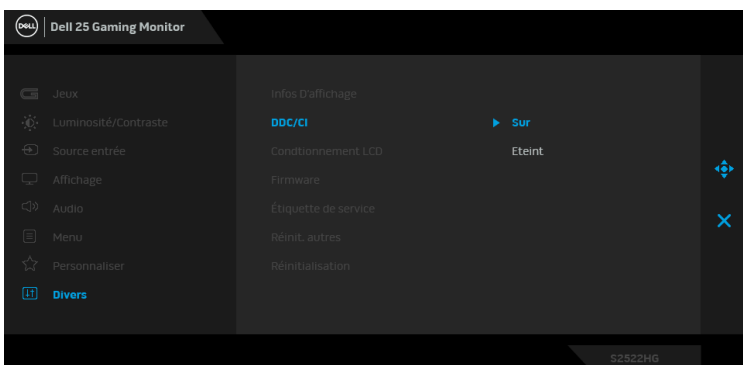 DELL
Dell 25 Gaming Monitor
Jeux
Luminosité/Contraste
Source entrée
Affichage
Audio
Menu
Personnaliser
Divers
Infos D'affichage
DDC/CI
Condtionnement LCD
Firmware
Étiquette de service
Réinit. autres
Réinitialisation
Sur
Eteint
S2522HG